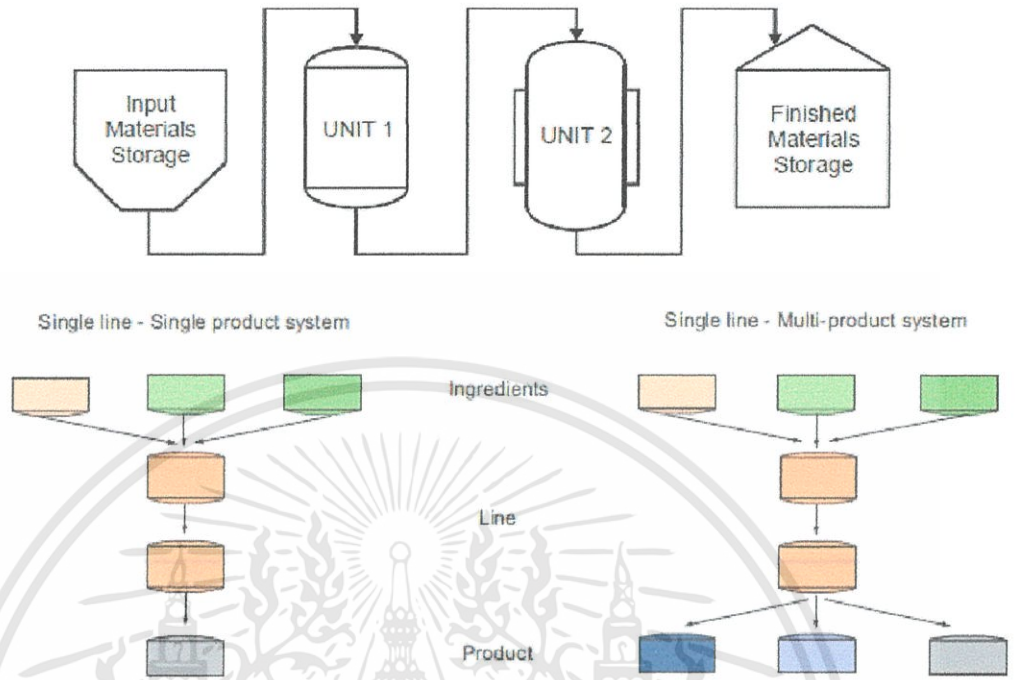 Input
Materials
Storage
UNIT 1
UNIT 2
Finished
Materials
Storage
Single line - Single product system
Single line - Multi-product system
Ingredients
Line
Product